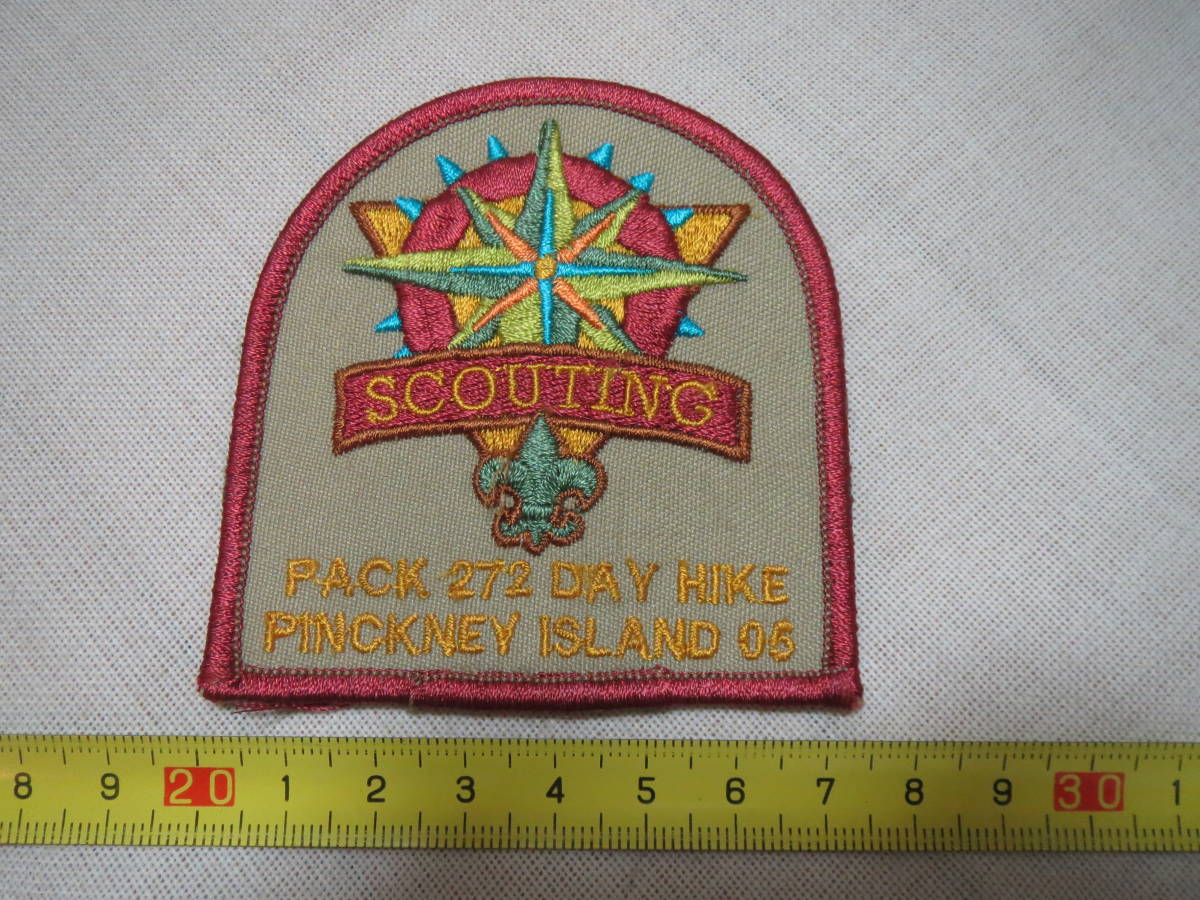 SCOUTING
PACK 272 DAY HIKE
PINCKNEY ISLAND 05
8 9 20 1 2 3 4 5 6 7 8 9 30 1